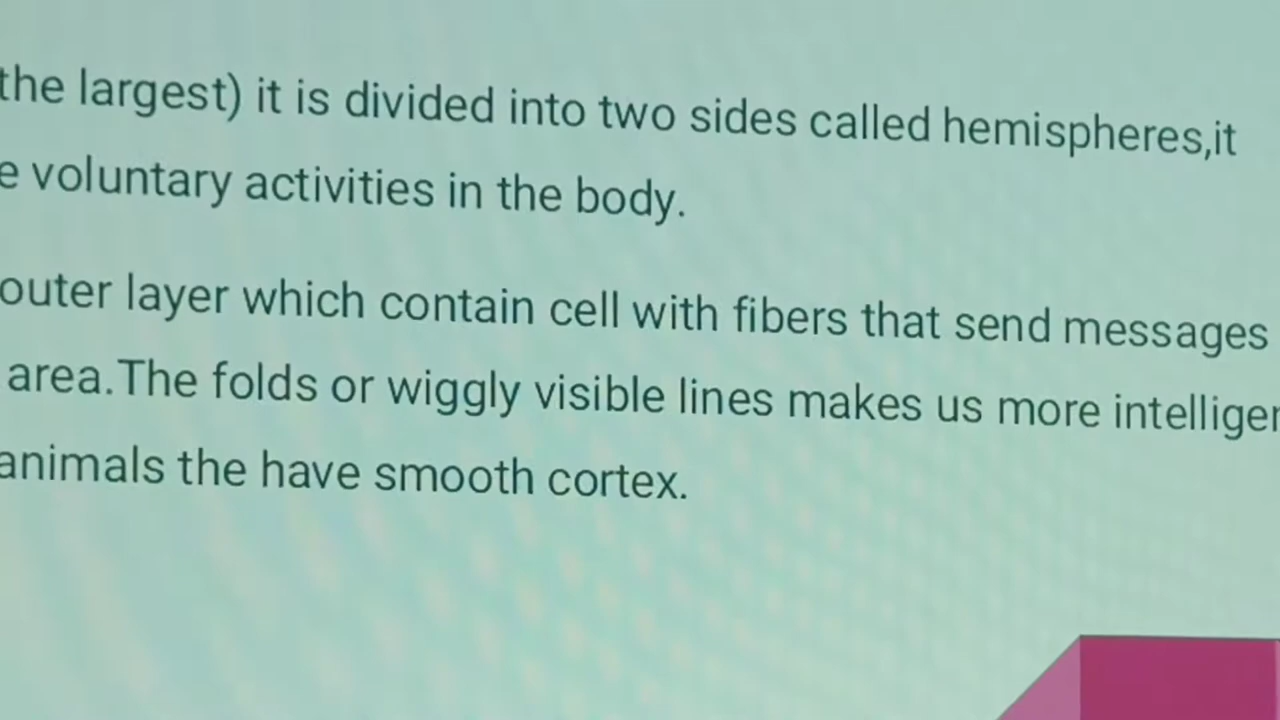 the largest) it is divided into two sides called hemispheres,it
voluntary activities in the body.
outer layer which contain cell with fibers that send messages
area.The folds or wiggly visible lines makes us more
animals the have smooth cortex.